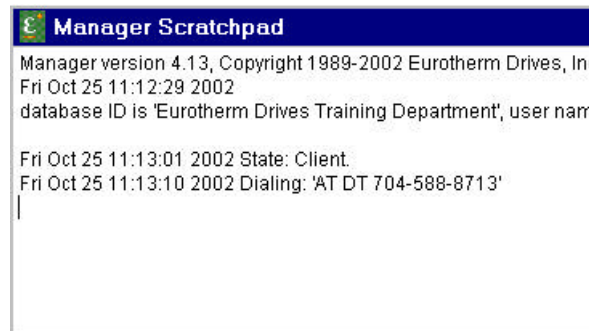 Manager Scratchpad
Manager version 4.13, Copyright 1989-2002 Eurotherm Drives, In
Fri Oct 25 11:12:29 2002
database ID is 'Eurotherm Drives Training Department', user nam
Fri Oct 25 11:13:01 2002 State: Client.
Fri Oct 25 11:13:10 2002 Dialing: 'AT DT 704-588-8713'